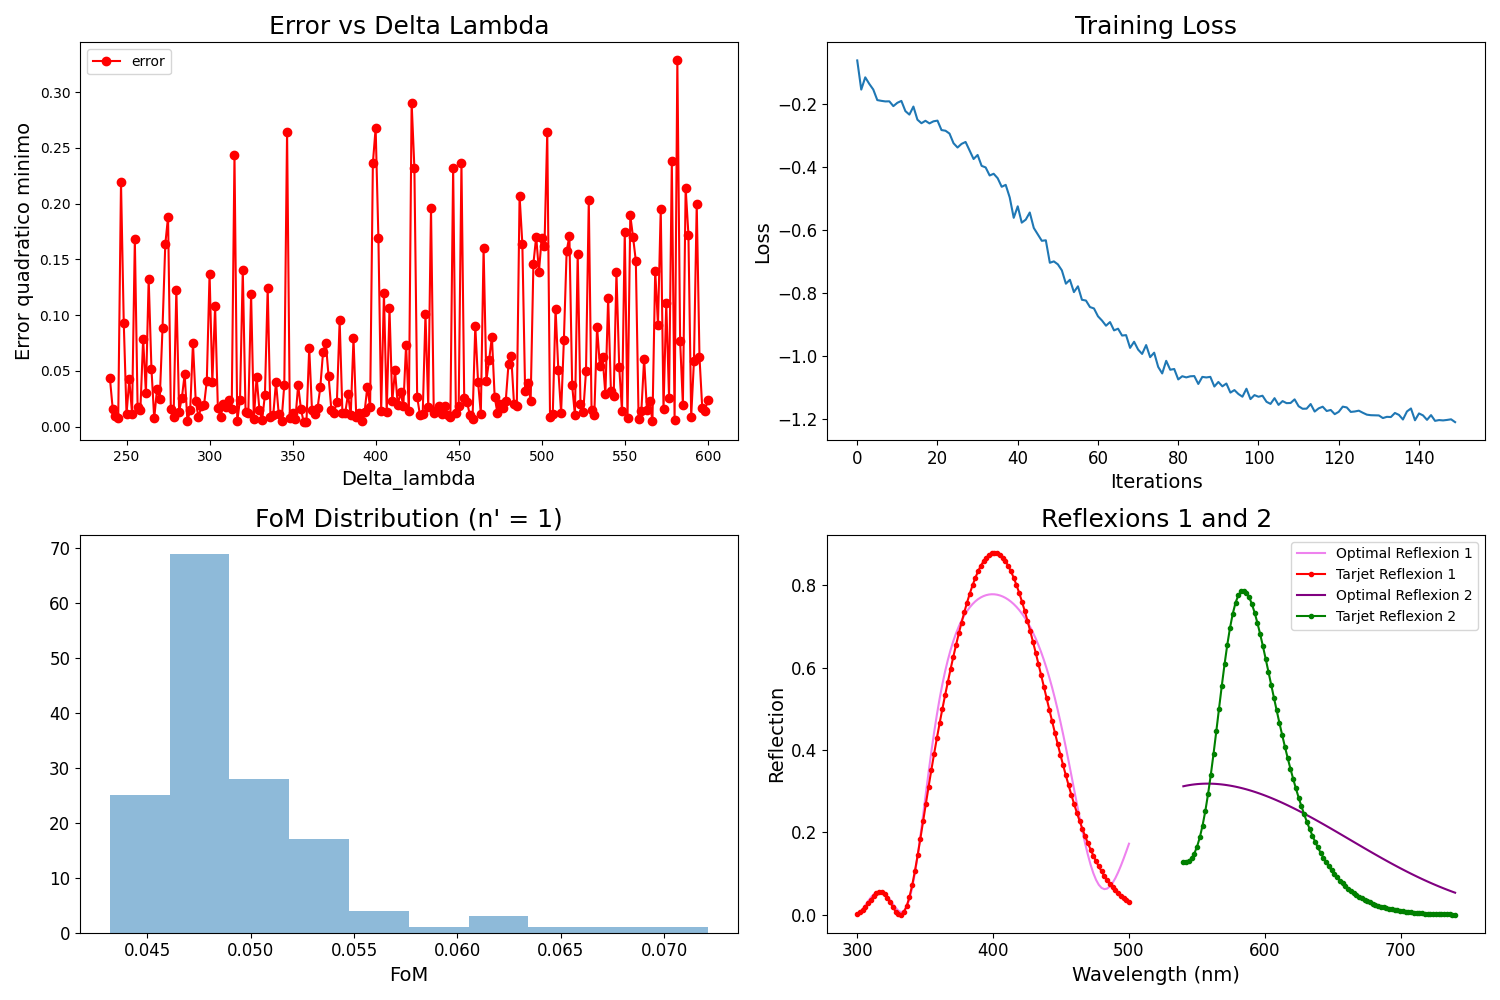 Error vs Delta Lambda
error
Error quadratico minimo
0.30
0.25
0.20
0.15
0.10
0.05
0.00
250 300 350 400 450 500 550 600
Delta_lambda
Training Loss
Loss
−0.2
−0.4
−0.6
−0.8
−1.0
−1.2
0 20 40 60 80 100 120 140
Iterations
FoM Distribution (n' = 1)
70
60
50
40
30
20
10
0
0.045 0.050 0.055 0.060 0.065 0.070
FoM
Reflexions 1 and 2
Optimal Reflexion 1
Tarjet Reflexion 1
Optimal Reflexion 2
Tarjet Reflexion 2
Reflection
0.8
0.6
0.4
0.2
0.0
300 400 500 600 700
Wavelength (nm)